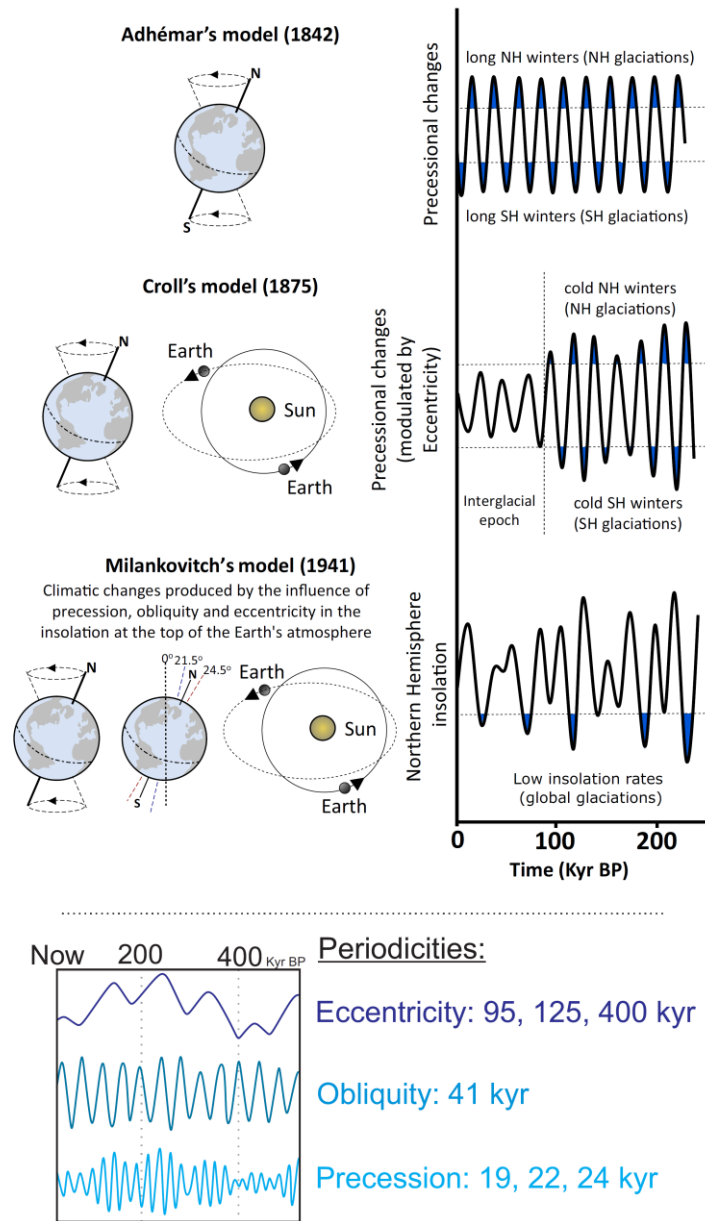 Adhémar's model (1842)
N
S
Precessional changes
long NH winters (NH glaciations)
long SH winters (SH glaciations)
Croll's model (1875)
N
Earth
Sun
Earth
Precessional changes
(modulated by
Eccentricity)
cold NH winters
(NH glaciations)
Interglacial
epoch
cold SH winters
(SH glaciations)
Milankovitch's model (1941)
Climatic changes produced by the influence of
precession, obliquity and eccentricity in the
insolation at the top of the Earth's atmosphere
N
0º
21.5º
N
24.5º
S
Earth
Sun
Earth
Northern Hemisphere
insolation
Low insolation rates
(global glaciations)
0 100 200
Time (Kyr BP)
Now 200 400 Kyr BP
Periodicities:
Eccentricity: 95, 125, 400 kyr
Obliquity: 41 kyr
Precession: 19, 22, 24 kyr